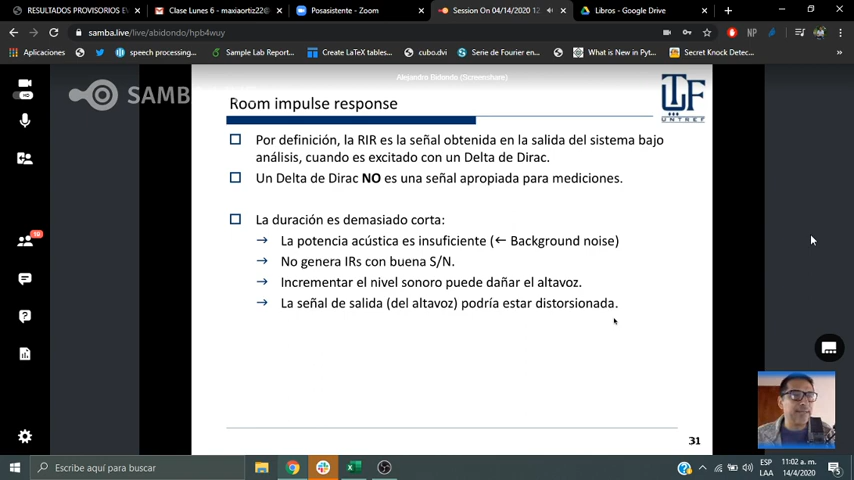 RESULTADOS PROVISORIOS E
Clase Lunes 6 - maxiaortiz22@
Posasistente - Zoom
Session On 04/14/2020 12
Libros - Google Drive
samba.live/live/abidondo/hpb4wuy
Aplicaciones
speech processing...
Sample Lab Report...
Create LaTeX tables...
cubo.dvi
Serie de Fourier en...
NP
What is New in Pyt...
Secret Knock Detec...
Alejandro Bidondo (Screenshare)
SAMB
HD
Room impulse response
UNTREF
Por definición, la RIR es la señal obtenida en la salida del sistema bajo
análisis, cuando es excitado con un Delta de Dirac.
Un Delta de Dirac NO es una señal apropiada para mediciones.
La duración es demasiado corta:
→ La potencia acústica es insuficiente (← Background noise)
→ No genera IRs con buena S/N.
→ Incrementar el nivel sonoro puede dañar el altavoz.
→ La señal de salida (del altavoz) podría estar distorsionada.
31
Escribe aquí para buscar
ESP
LAA
11:02 a. m.
14/4/2020